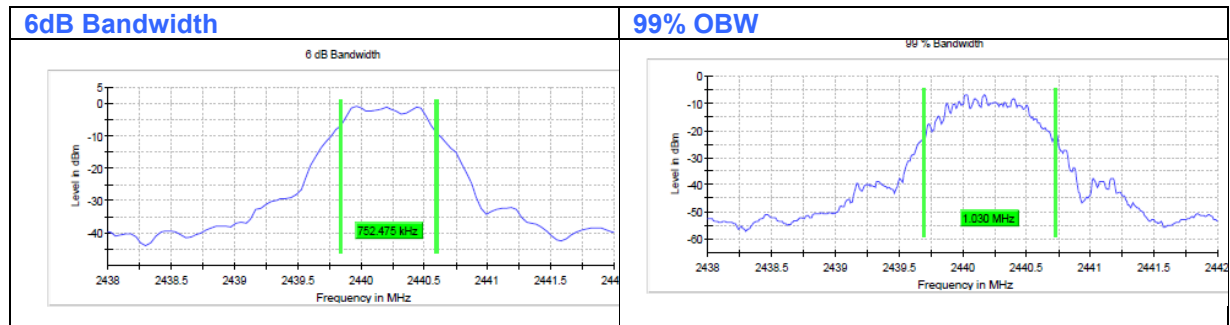 6dB Bandwidth
99% OBW
6 dB Bandwidth
5
0
-10
-20
-30
-40
Level in dBm
752.475 kHz
2438 2438.5 2439 2439.5 2440 2440.5 2441 2441.5 244
Frequency in MHz
99 % Bandwidth
0
-10
-20
-30
-40
-50
-60
Level in dBm
1.030 MHz
2438 2438.5 2439 2439.5 2440 2440.5 2441 2441.5 2442
Frequency in MHz